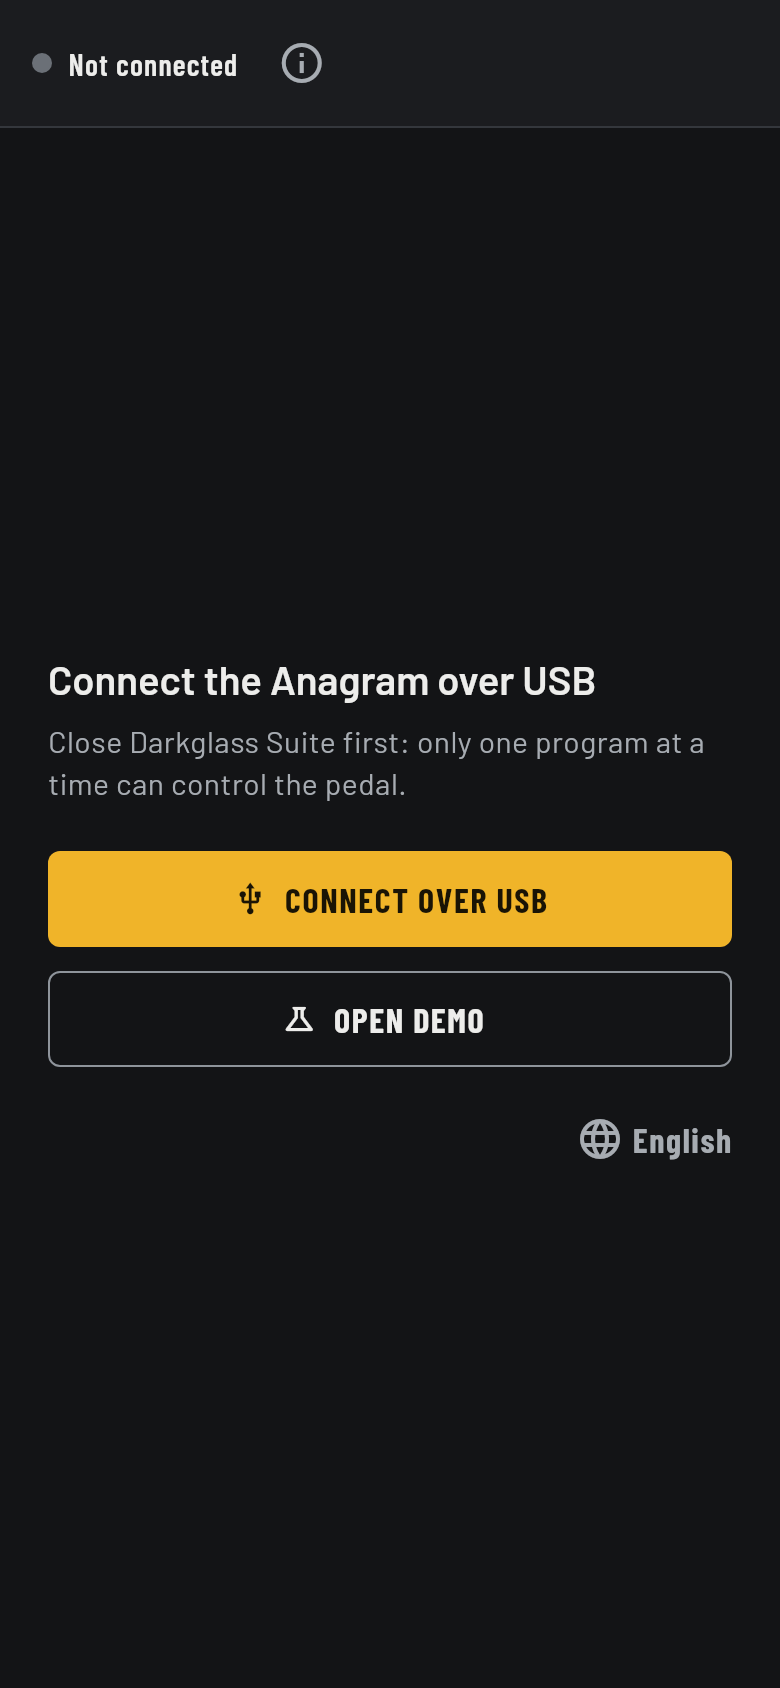 Not connected
Connect the Anagram over USB
Close Darkglass Suite first: only one program at a
time can control the pedal.
CONNECT OVER USB
OPEN DEMO
English